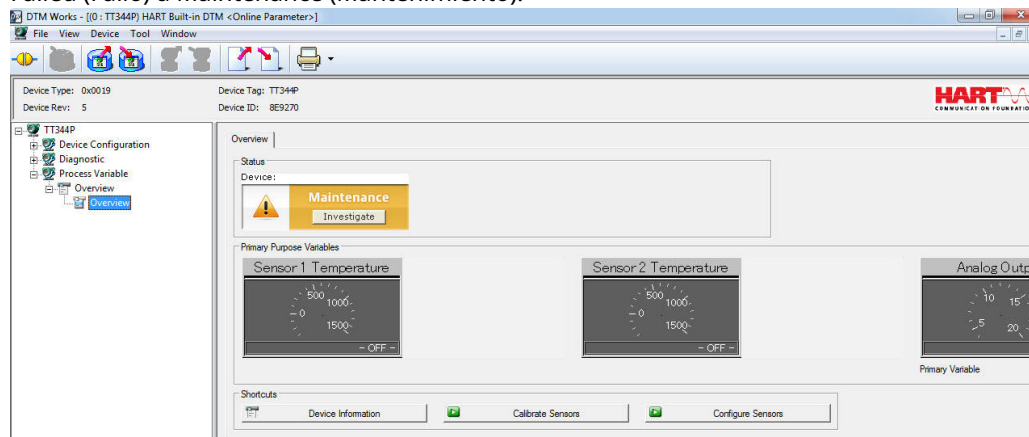 Failed (Fallo) a Maintenance (Mantenimiento).
DTM Works - [(0 : TT344P) HART Built-in DTM <Online Parameter>]
File View Device Tool Window
Device Type: 0x0019
Device Tag: TT344P
Device Rev: 5
Device ID: 8E9270
HART
COMMUNICATION FOUNDATIO
TT344P
Device Configuration
Diagnostic
Process Variable
Overview
Overview
Overview
Status
Device:
Maintenance
Investigate
Primary Purpose Variables
Sensor 1 Temperature
500
1000
0
1500
- OFF -
Sensor 2 Temperature
500
1000
0
1500
- OFF -
Analog Outp
10
15
5
20
Primary Variable
Shortcuts
Device Information
Calibrate Sensors
Configure Sensors